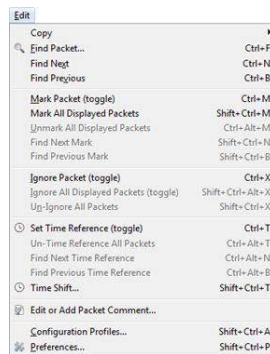 Edit
Copy
Find Packet... Ctrl+F
Find Next Ctrl+N
Find Previous Ctrl+B
Mark Packet (toggle) Ctrl+M
Mark All Displayed Packets Shift+Ctrl+M
Unmark All Displayed Packets Ctrl+Alt+M
Find Next Mark Shift+Ctrl+N
Find Previous Mark Shift+Ctrl+B
Ignore Packet (toggle) Ctrl+X
Ignore All Displayed Packets (toggle) Shift+Ctrl+Alt+X
Un-Ignore All Packets Shift+Ctrl+X
Set Time Reference (toggle) Ctrl+T
Un-Time Reference All Packets Ctrl+Alt+T
Find Next Time Reference Ctrl+Alt+N
Find Previous Time Reference Ctrl+Alt+B
Time Shift... Shift+Ctrl+T
Edit or Add Packet Comment...
Configuration Profiles... Shift+Ctrl+A
Preferences... Shift+Ctrl+P